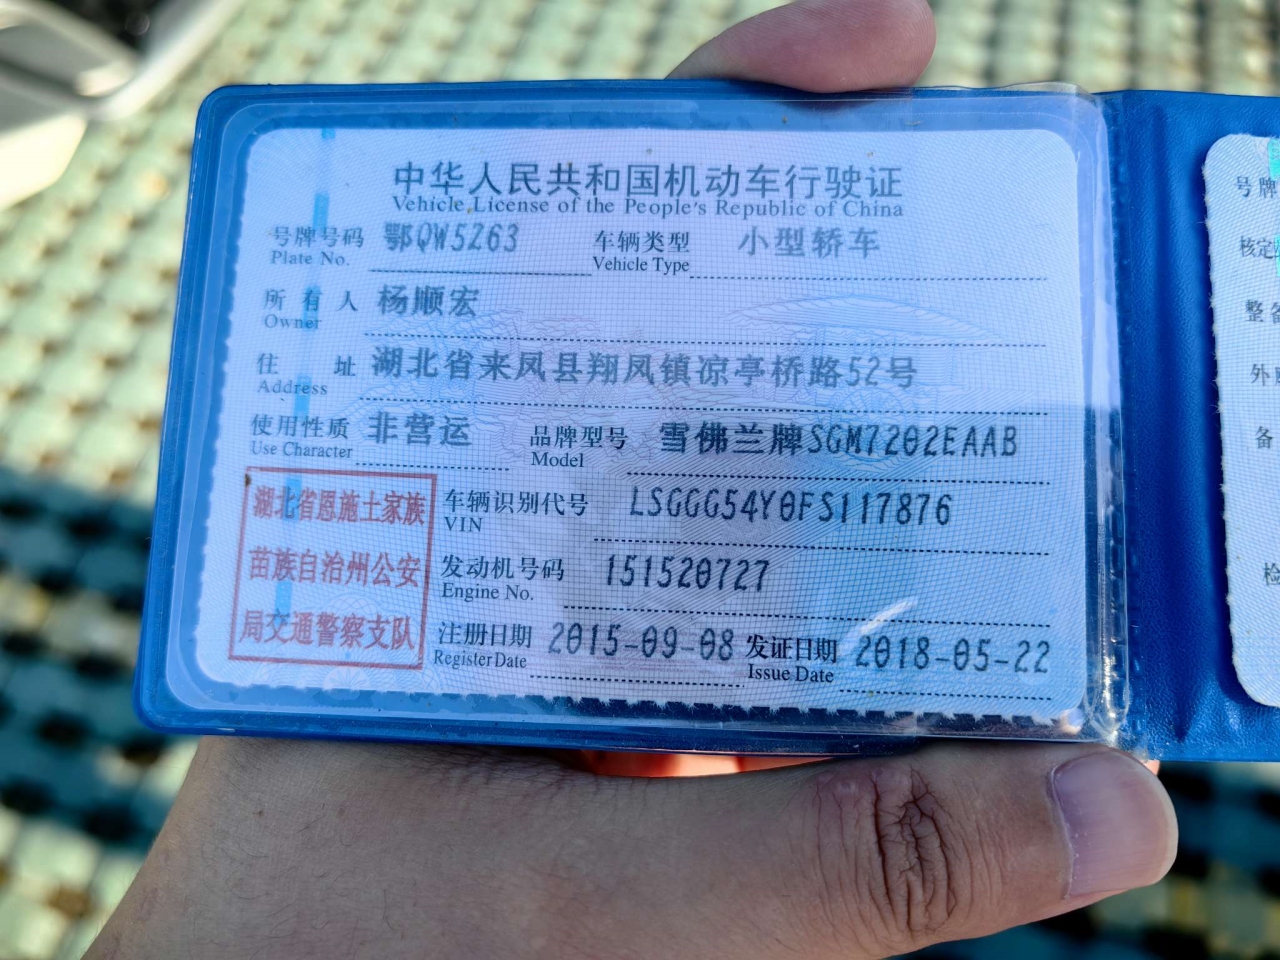 中华人民共和国机动车行驶证
Vehicle License of the People's Republic of China
号牌号码 鄂QW5Z63 车辆类型 小型轿车
Plate No. Vehicle Type
所有人 杨顺宏
Owner
住址 湖北省来凤县翔凤镇凉亭桥路52号
Address
使用性质 非营运 品牌型号 雪佛兰牌SGM7202EAAB
Use Character Model
湖北省恩施土家族
苗族自治州公安
局交通警察支队
车辆识别代号 LSGGG54Y0FS117876
VIN
发动机号码 151520727
Engine No.
注册日期 2015-09-08 发证日期 2018-05-22
Register Date Issue Date
号牌
核定
整备
外廓
备
检